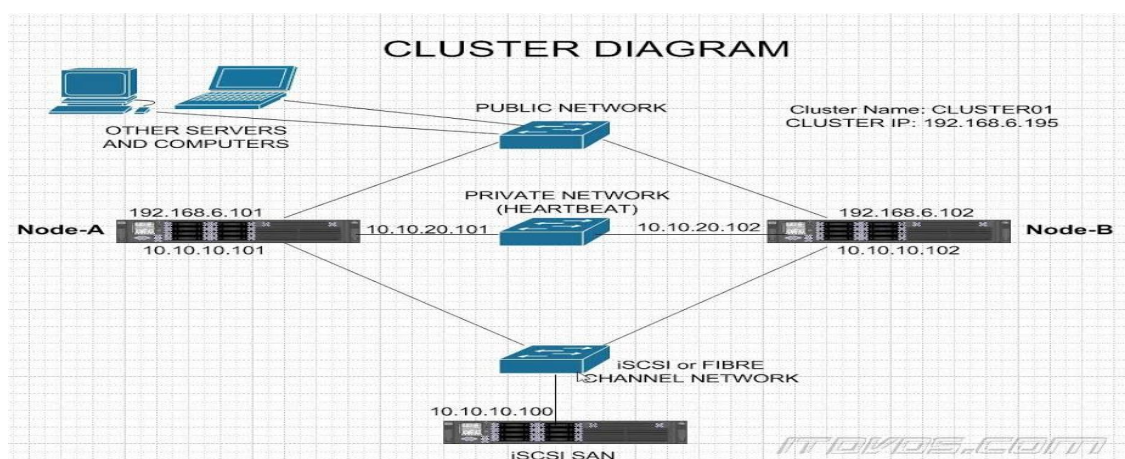 CLUSTER DIAGRAM
PUBLIC NETWORK
Cluster Name: CLUSTER01
CLUSTER IP: 192.168.6.195
OTHER SERVERS
AND COMPUTERS
PRIVATE NETWORK
(HEARTBEAT)
192.168.6.101
192.168.6.102
Node-A
10.10.20.101
10.10.20.102
Node-B
10.10.10.101
10.10.10.102
iSCSI or FIBRE
CHANNEL NETWORK
10.10.10.100
iSCSI SAN
ITDVDS.COM